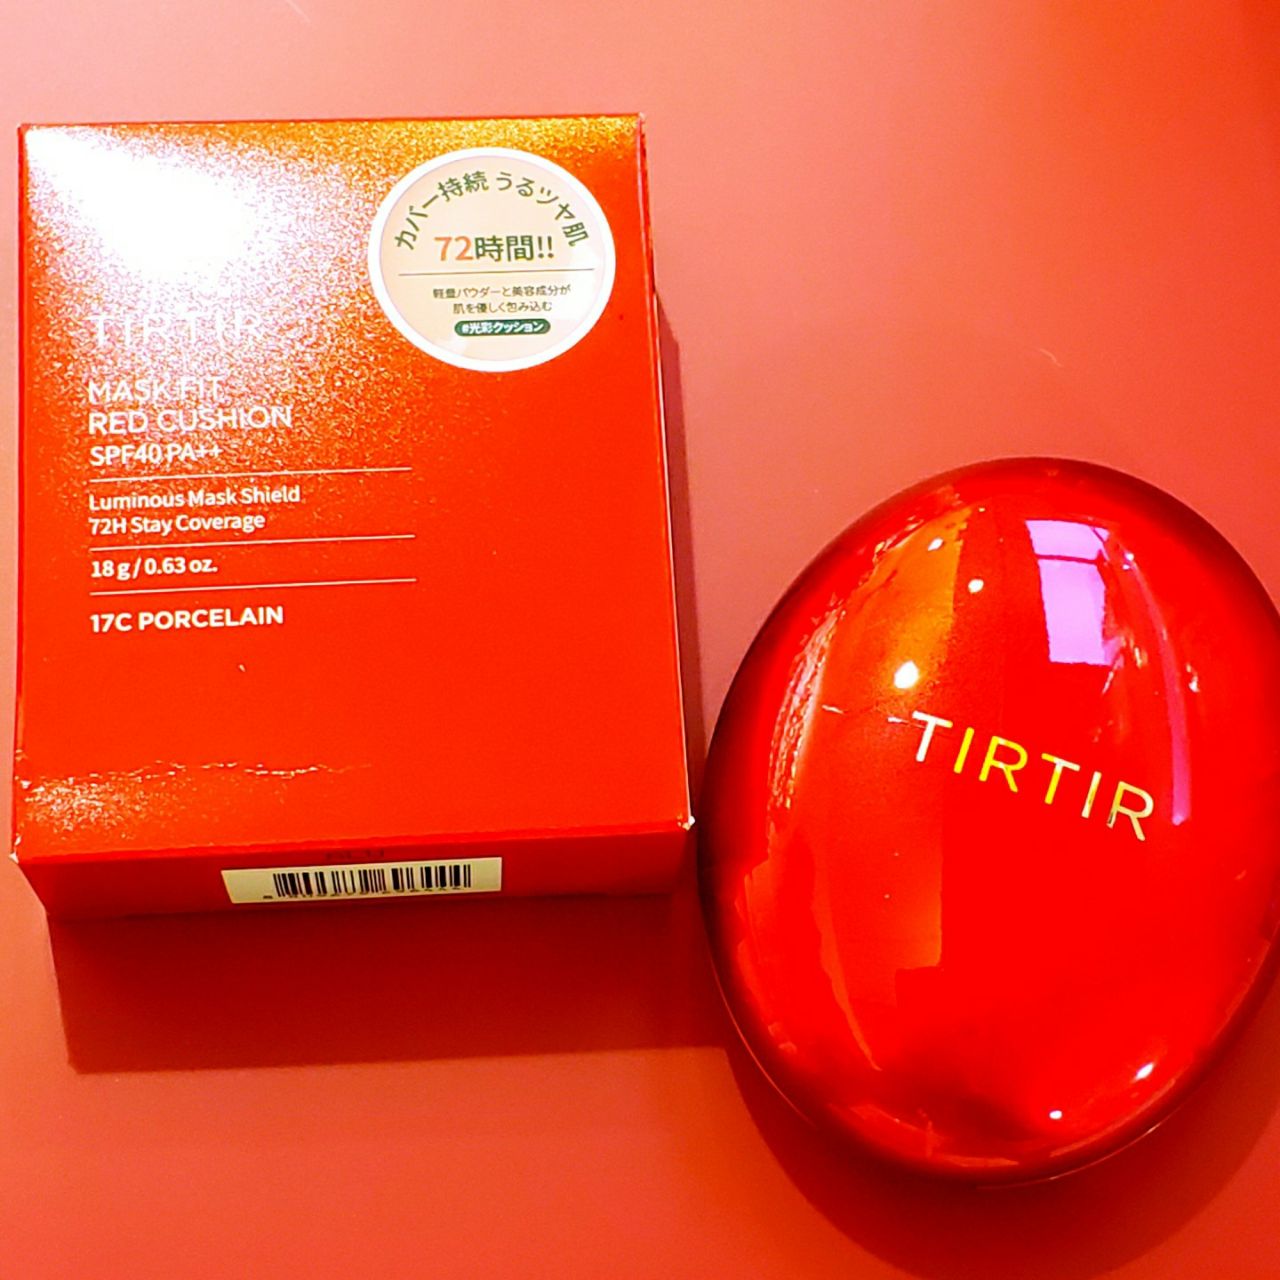 カバー持続 うるツヤ肌
72時間!!
軽量パウダーと美容成分が
肌を優しく包み込む
#光彩クッション
TIRTIR
MASK FIT
RED CUSHION
SPF40 PA++
Luminous Mask Shield
72H Stay Coverage
18 g / 0.63 oz.
17C PORCELAIN
TIRTIR